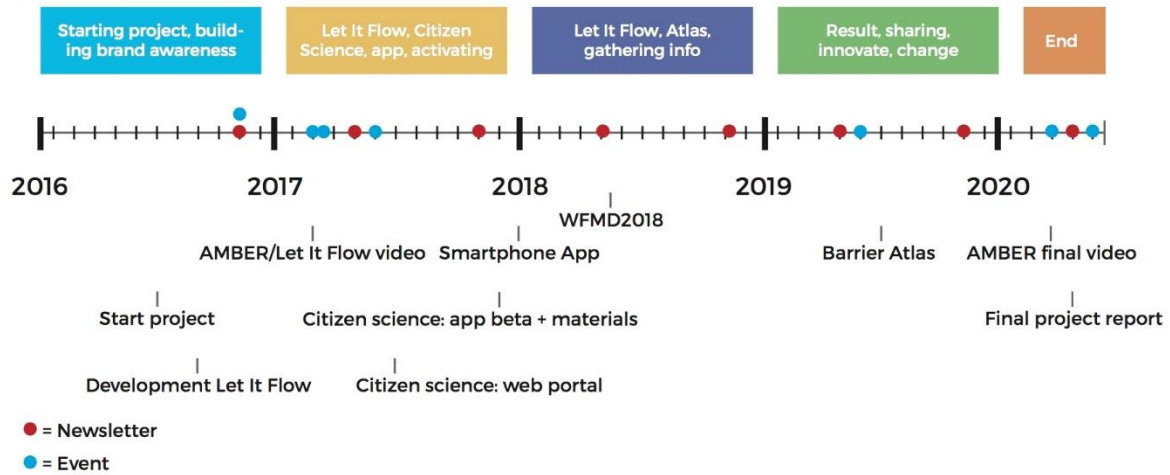 Starting project, build-
ing brand awareness
Let It Flow, Citizen
Science, app, activating
Let It Flow, Atlas,
gathering info
Result, sharing,
innovate, change
End
2016
2017
2018
2019
2020
WFMD2018
AMBER/Let It Flow video
Smartphone App
Barrier Atlas
AMBER final video
Start project
Citizen science: app beta + materials
Final project report
Development Let It Flow
Citizen science: web portal
= Newsletter
= Event